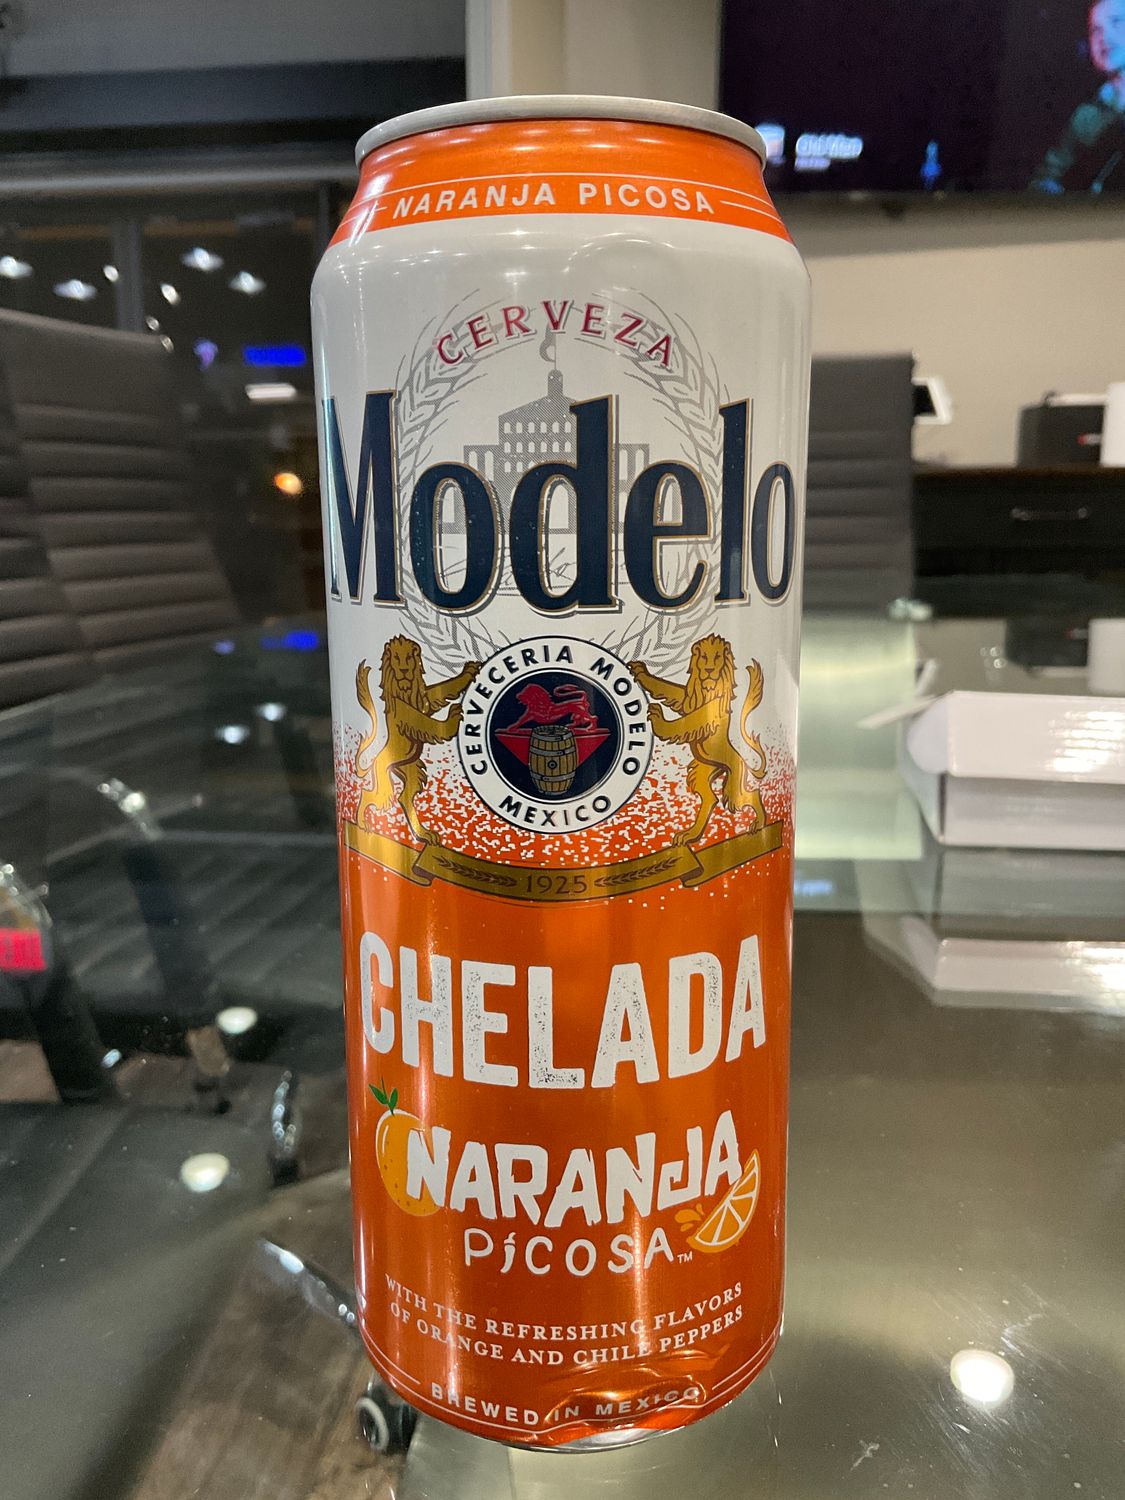 NARANJA PICOSA
CERVEZA
Modelo
CERVECERIA MODELO
MEXICO
1925
CHELADA
NARANJA
PiCOSA™
WITH THE REFRESHING FLAVORS
OF ORANGE AND CHILE PEPPERS
BREWED IN MEXICO